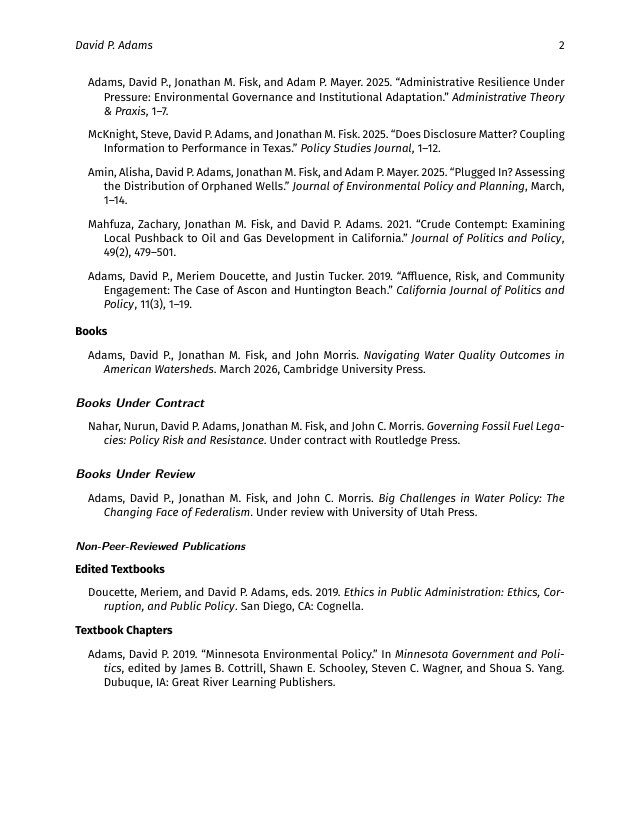 David P. Adams 2
Adams, David P., Jonathan M. Fisk, and Adam P. Mayer. 2025. “Administrative Resilience Under
Pressure: Environmental Governance and Institutional Adaptation.” Administrative Theory
& Praxis, 1–7.
McKnight, Steve, David P. Adams, and Jonathan M. Fisk. 2025. “Does Disclosure Matter? Coupling
Information to Performance in Texas.” Policy Studies Journal, 1–12.
Amin, Alisha, David P. Adams, Jonathan M. Fisk, and Adam P. Mayer. 2025. “Plugged In? Assessing
the Distribution of Orphaned Wells.” Journal of Environmental Policy and Planning, March,
1–14.
Mahfuza, Zachary, Jonathan M. Fisk, and David P. Adams. 2021. “Crude Contempt: Examining
Local Pushback to Oil and Gas Development in California.” Journal of Politics and Policy,
49(2), 479–501.
Adams, David P., Meriem Doucette, and Justin Tucker. 2019. “Affluence, Risk, and Community
Engagement: The Case of Ascon and Huntington Beach.” California Journal of Politics and
Policy, 11(3), 1–19.
Books
Adams, David P., Jonathan M. Fisk, and John Morris. Navigating Water Quality Outcomes in
American Watersheds. March 2026, Cambridge University Press.
Books Under Contract
Nahar, Nurun, David P. Adams, Jonathan M. Fisk, and John C. Morris. Governing Fossil Fuel Lega-
cies: Policy Risk and Resistance. Under contract with Routledge Press.
Books Under Review
Adams, David P., Jonathan M. Fisk, and John C. Morris. Big Challenges in Water Policy: The
Changing Face of Federalism. Under review with University of Utah Press.
Non-Peer-Reviewed Publications
Edited Textbooks
Doucette, Meriem, and David P. Adams, eds. 2019. Ethics in Public Administration: Ethics, Cor-
ruption, and Public Policy. San Diego, CA: Cognella.
Textbook Chapters
Adams, David P. 2019. “Minnesota Environmental Policy.” In Minnesota Government and Poli-
tics, edited by James B. Cottrill, Shawn E. Schooley, Steven C. Wagner, and Shoua S. Yang.
Dubuque, IA: Great River Learning Publishers.